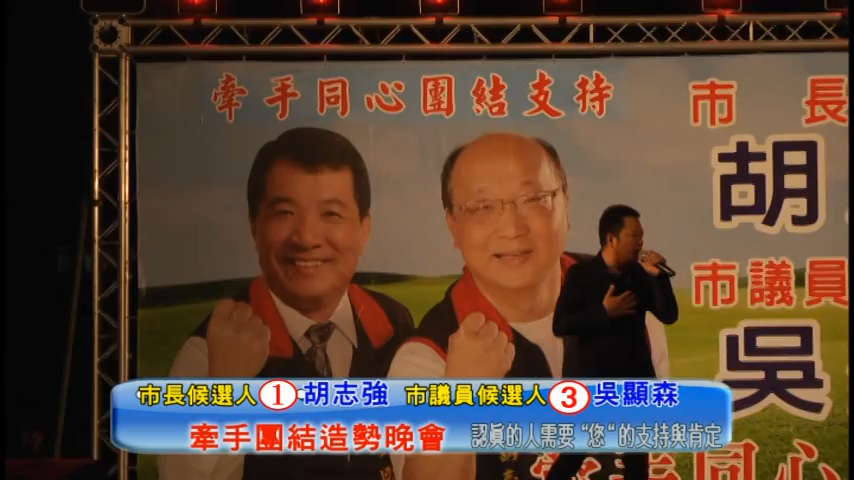 牽手同心團結支持
市長
胡
市議員
吳
市長候選人 1 胡志強 市議員候選人 3 吳顯森
牽手團結造勢晚會 認真的人需要“您“的支持與肯定
同心